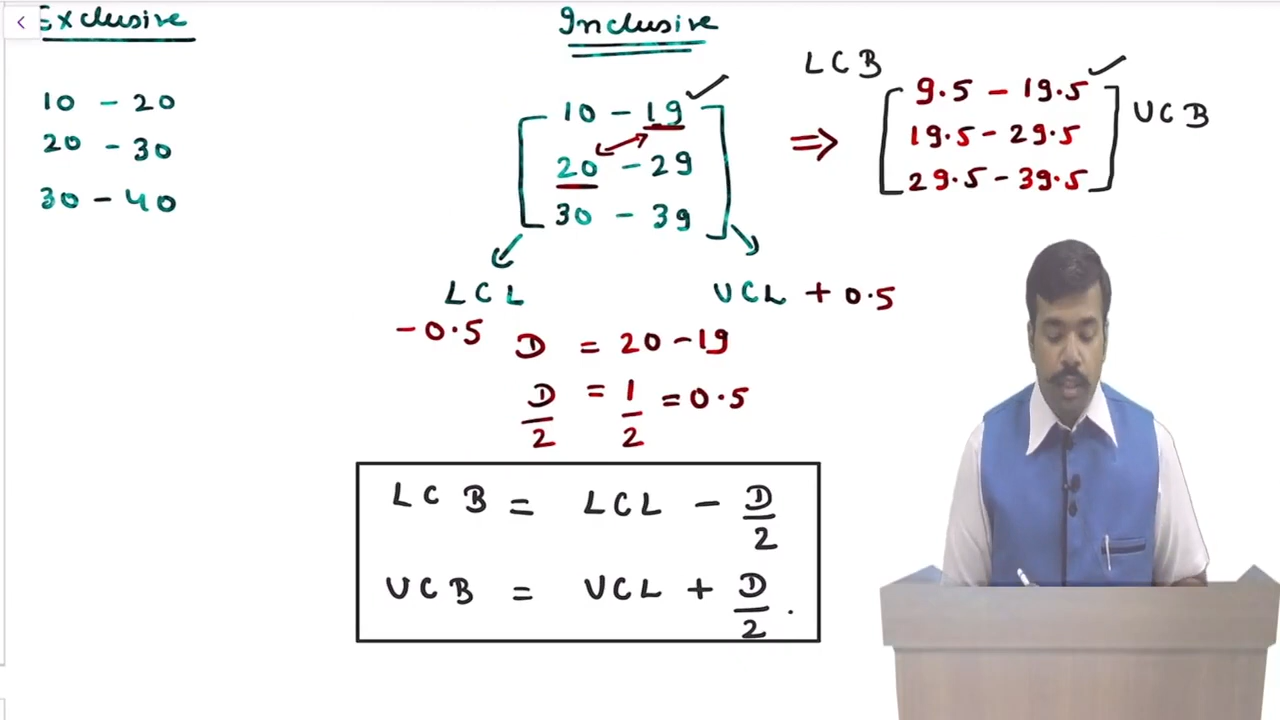 Exclusive
10 - 20
20 - 30
30 - 40
Inclusive
10 - 19
20 - 29
30 - 39
⇒
LCB
9.5 - 19.5
19.5 - 29.5
29.5 - 39.5
UCB
LCL
- 0.5
UCL + 0.5
D = 20 - 19
D/2 = 1/2 = 0.5
LCB = LCL - D/2
UCB = UCL + D/2.